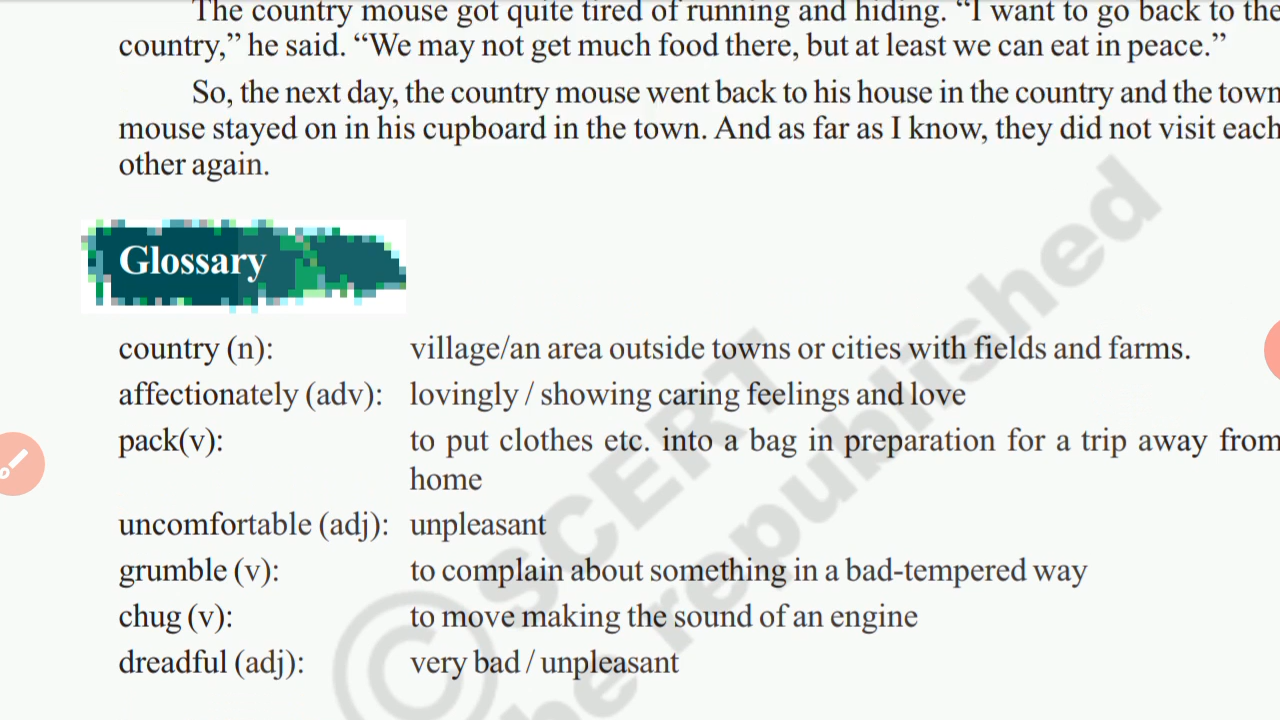 The country mouse got quite tired of running and hiding. “I want to go back to the
country,” he said. “We may not get much food there, but at least we can eat in peace.”
So, the next day, the country mouse went back to his house in the country and the town
mouse stayed on in his cupboard in the town. And as far as I know, they did not visit each
other again.
Glossary
country (n): village/an area outside towns or cities with fields and farms.
affectionately (adv): lovingly / showing caring feelings and love
pack(v): to put clothes etc. into a bag in preparation for a trip away from
home
uncomfortable (adj): unpleasant
grumble (v): to complain about something in a bad-tempered way
chug (v): to move making the sound of an engine
dreadful (adj): very bad / unpleasant
© SCERT
be republished